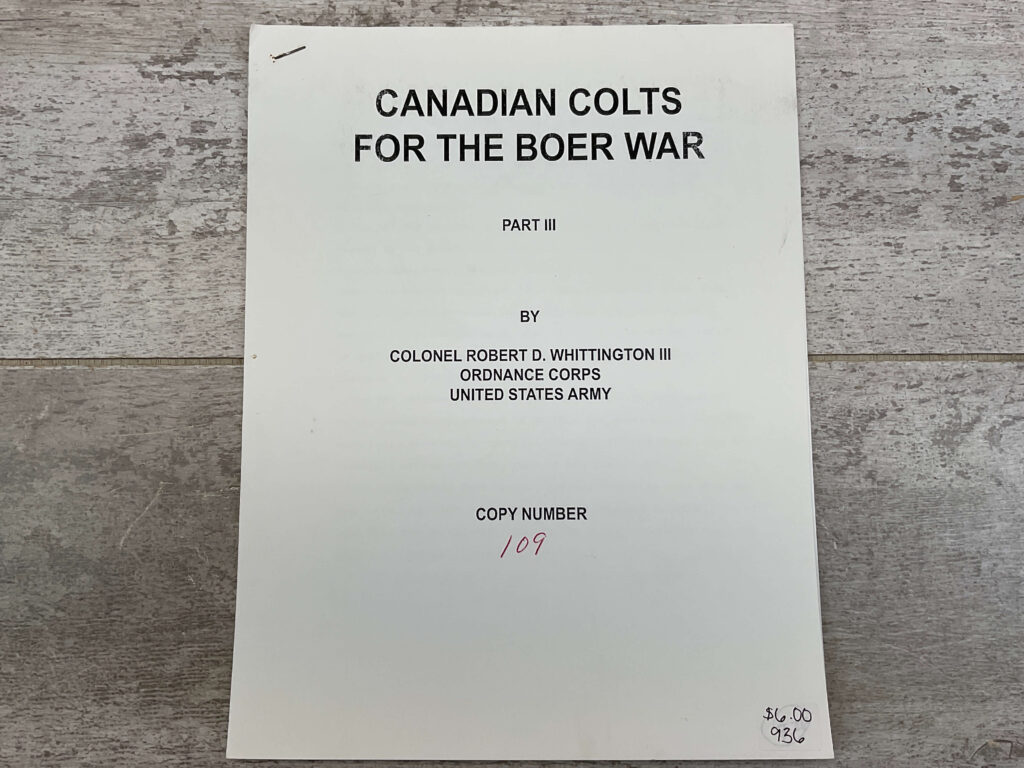 CANADIAN COLTS
FOR THE BOER WAR
PART III
BY
COLONEL ROBERT D. WHITTINGTON III
ORDNANCE CORPS
UNITED STATES ARMY
COPY NUMBER
109
$6.00
936